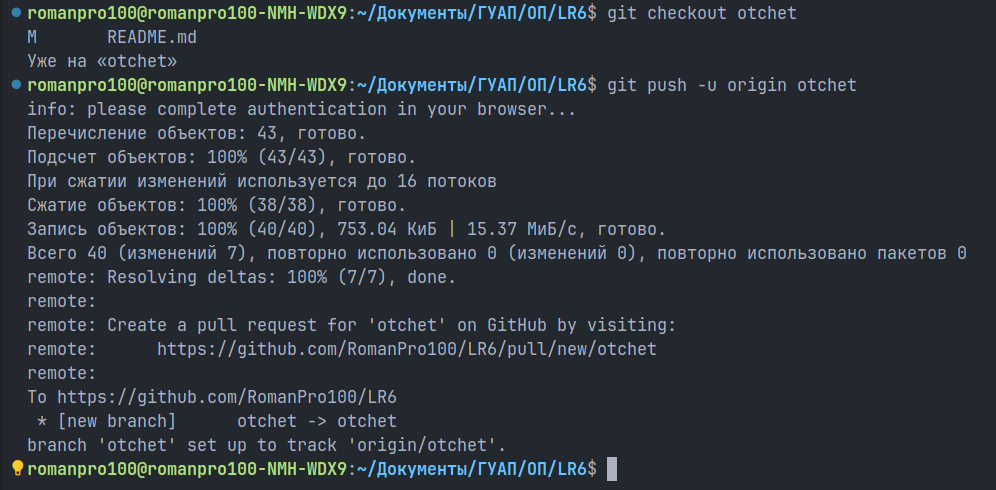 romanpro100@romanpro100-NMH-WDX9:~/Документы/ГУАП/ОП/LR6$ git checkout otchet
M       README.md
Уже на «otchet»
romanpro100@romanpro100-NMH-WDX9:~/Документы/ГУАП/ОП/LR6$ git push -u origin otchet
info: please complete authentication in your browser...
Перечисление объектов: 43, готово.
Подсчет объектов: 100% (43/43), готово.
При сжатии изменений используется до 16 потоков
Сжатие объектов: 100% (38/38), готово.
Запись объектов: 100% (40/40), 753.04 КиБ | 15.37 МиБ/с, готово.
Всего 40 (изменений 7), повторно использовано 0 (изменений 0), повторно использовано пакетов 0
remote: Resolving deltas: 100% (7/7), done.
remote:
remote: Create a pull request for 'otchet' on GitHub by visiting:
remote:      https://github.com/RomanPro100/LR6/pull/new/otchet
remote:
To https://github.com/RomanPro100/LR6
 * [new branch]      otchet -> otchet
branch 'otchet' set up to track 'origin/otchet'.
romanpro100@romanpro100-NMH-WDX9:~/Документы/ГУАП/ОП/LR6$